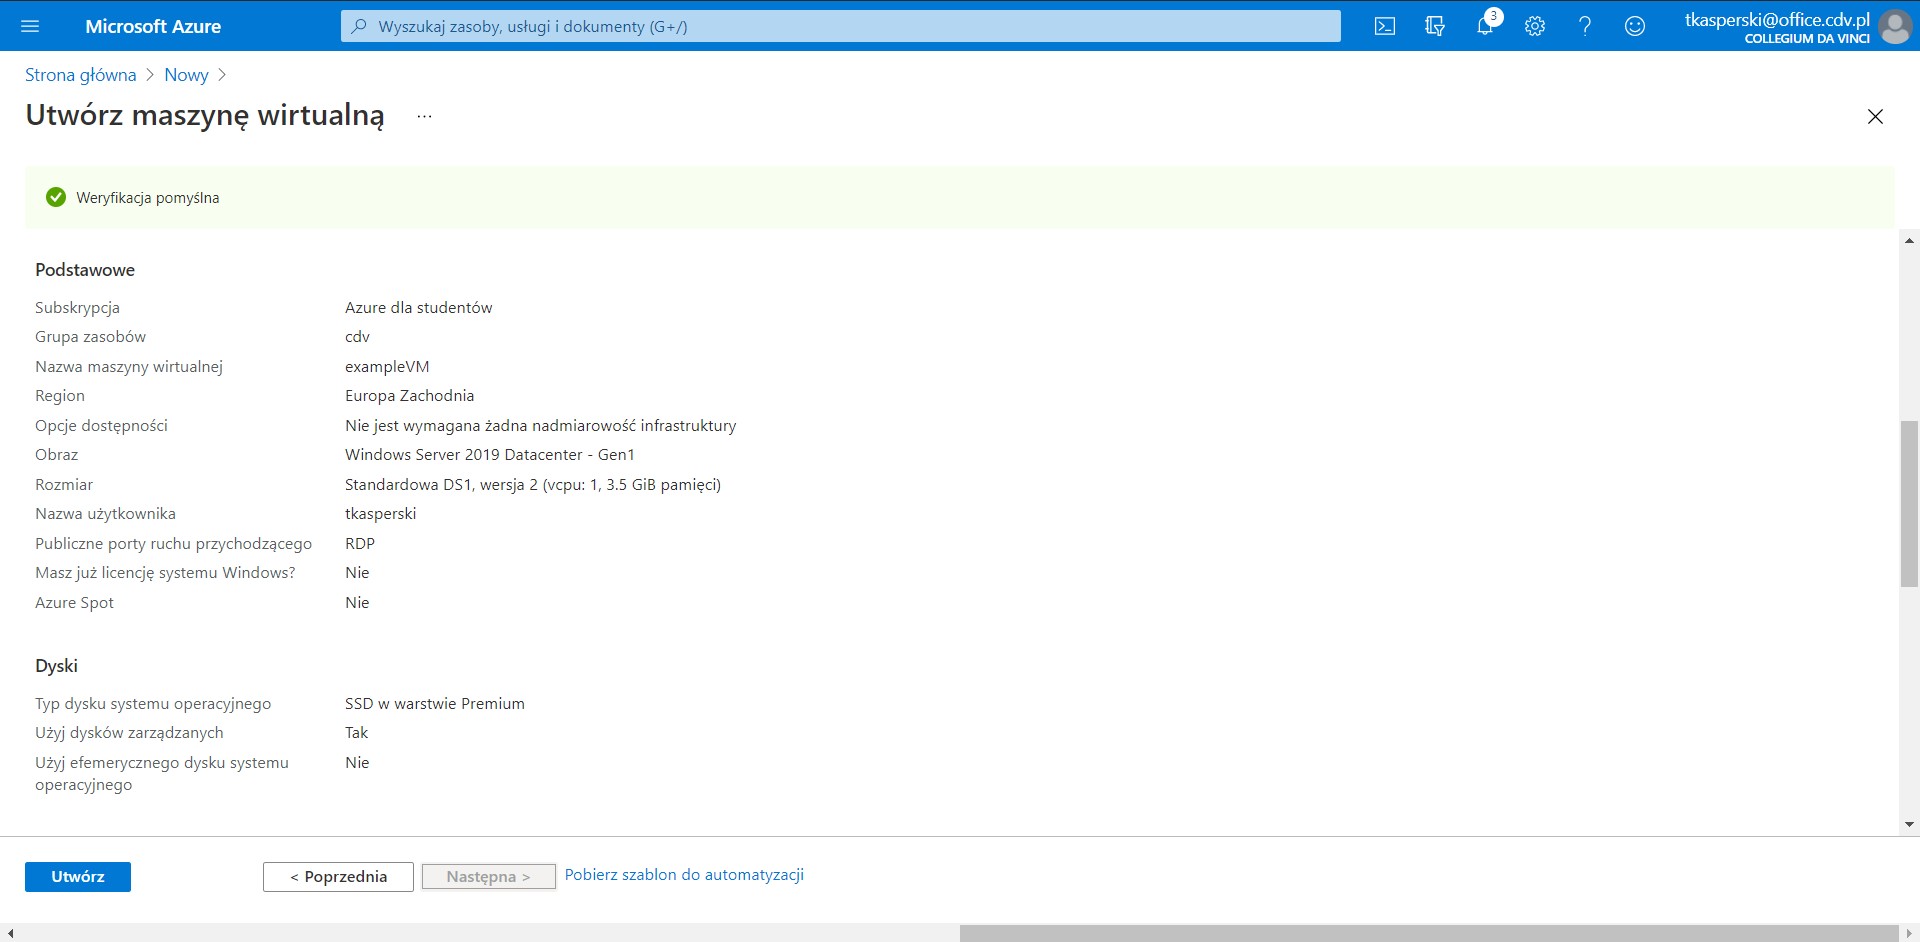 Microsoft Azure
Wyszukaj zasoby, usługi i dokumenty (G+/)
3
tkasperski@office.cdv.pl
COLLEGIUM DA VINCI
Strona główna > Nowy >
Utwórz maszynę wirtualną ...
Weryfikacja pomyślna
Podstawowe
Subskrypcja Azure dla studentów
Grupa zasobów cdv
Nazwa maszyny wirtualnej exampleVM
Region Europa Zachodnia
Opcje dostępności Nie jest wymagana żadna nadmiarowość infrastruktury
Obraz Windows Server 2019 Datacenter - Gen1
Rozmiar Standardowa DS1, wersja 2 (vcpu: 1, 3.5 GiB pamięci)
Nazwa użytkownika tkasperski
Publiczne porty ruchu przychodzącego RDP
Masz już licencję systemu Windows? Nie
Azure Spot Nie
Dyski
Typ dysku systemu operacyjnego SSD w warstwie Premium
Użyj dysków zarządzanych Tak
Użyj efemerycznego dysku systemu Nie
operacyjnego
Utwórz < Poprzednia Następna > Pobierz szablon do automatyzacji